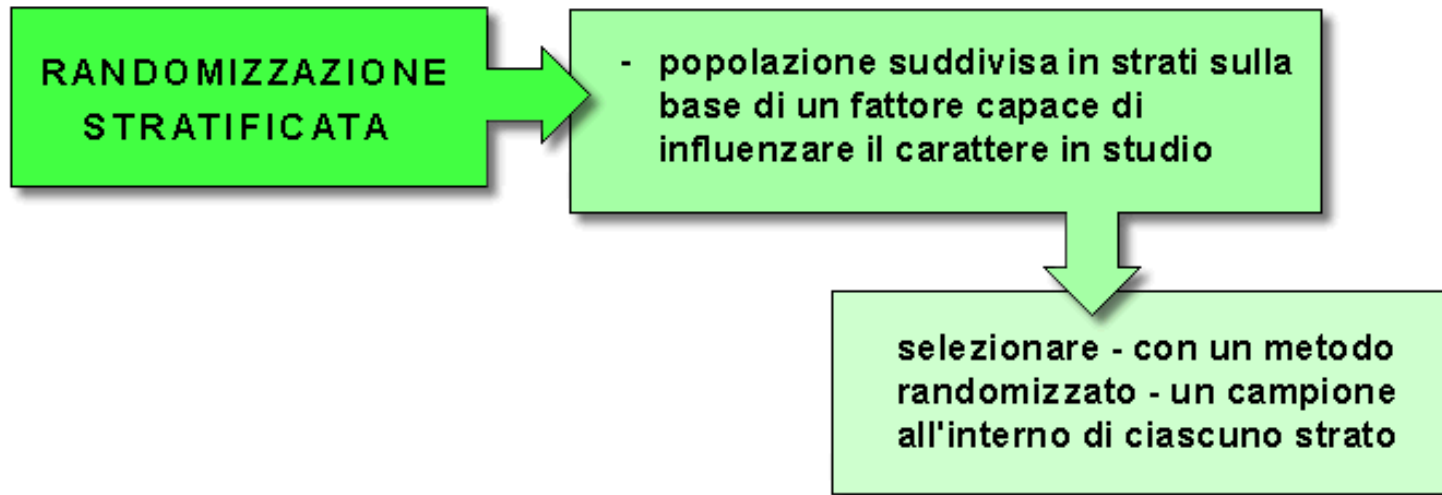 RANDOMIZZAZIONE
STRATIFICATA
- popolazione suddivisa in strati sulla
base di un fattore capace di
influenzare il carattere in studio
selezionare - con un metodo
randomizzato - un campione
all'interno di ciascuno strato